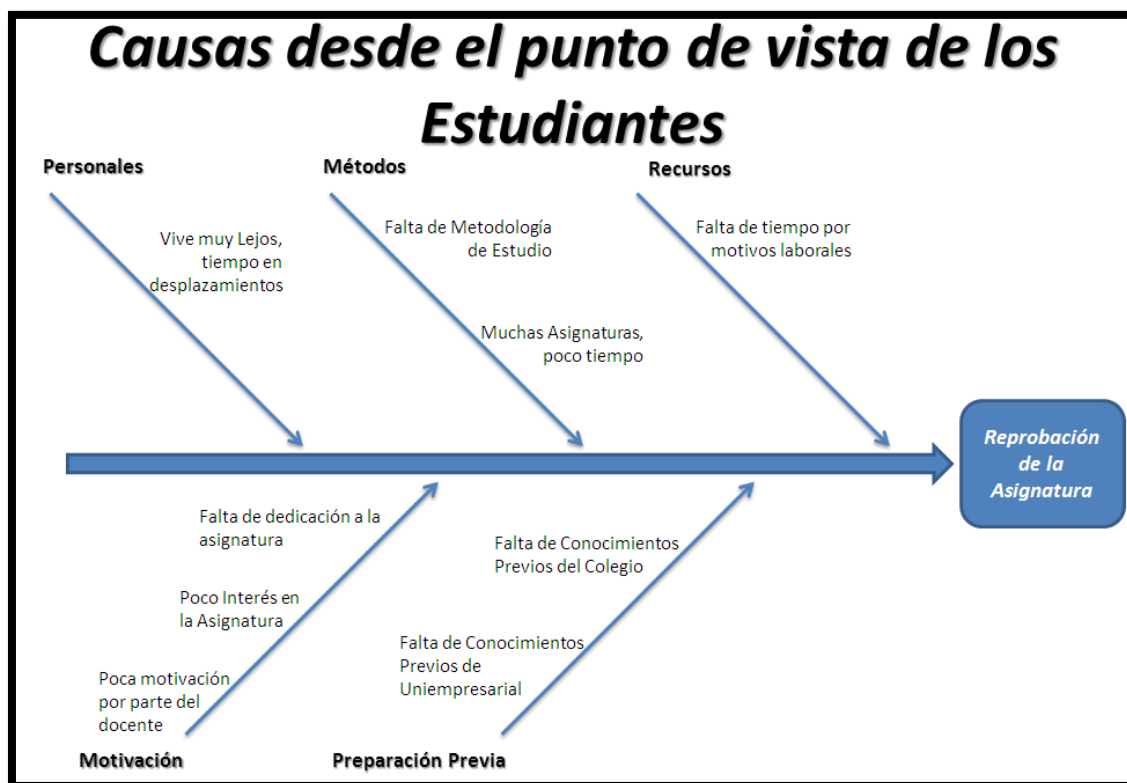 Causas desde el punto de vista de los
Estudiantes
Personales
Métodos
Recursos
Vive muy Lejos,
tiempo en
desplazamientos
Falta de Metodología
de Estudio
Muchas Asignaturas,
poco tiempo
Falta de tiempo por
motivos laborales
Reprobación
de la
Asignatura
Falta de dedicación a la
asignatura
Poco Interés en
la Asignatura
Poca motivación
por parte del
docente
Falta de Conocimientos
Previos del Colegio
Falta de Conocimientos
Previos de
Uniempresarial
Motivación
Preparación Previa